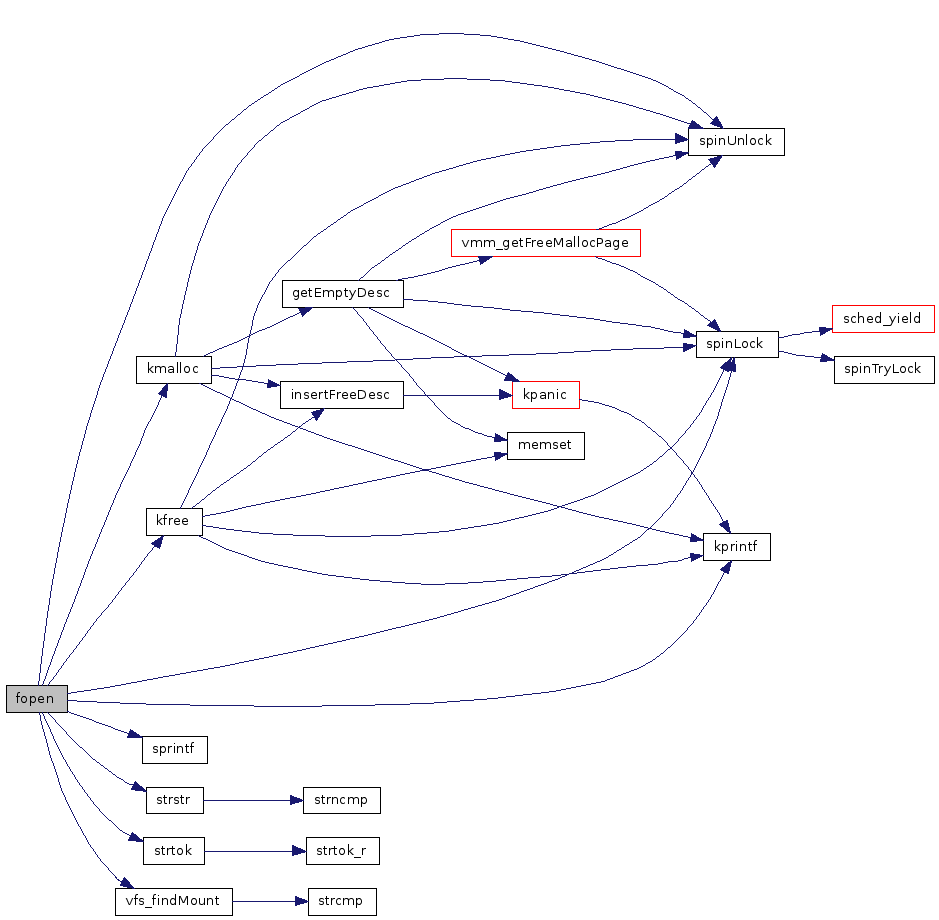 spinUnlock
vmm_getFreeMallocPage
getEmptyDesc
sched_yield
spinLock
kmalloc
spinTryLock
insertFreeDesc
kpanic
memset
kfree
kprintf
fopen
sprintf
strstr
strncmp
strtok
strtok_r
vfs_findMount
strcmp